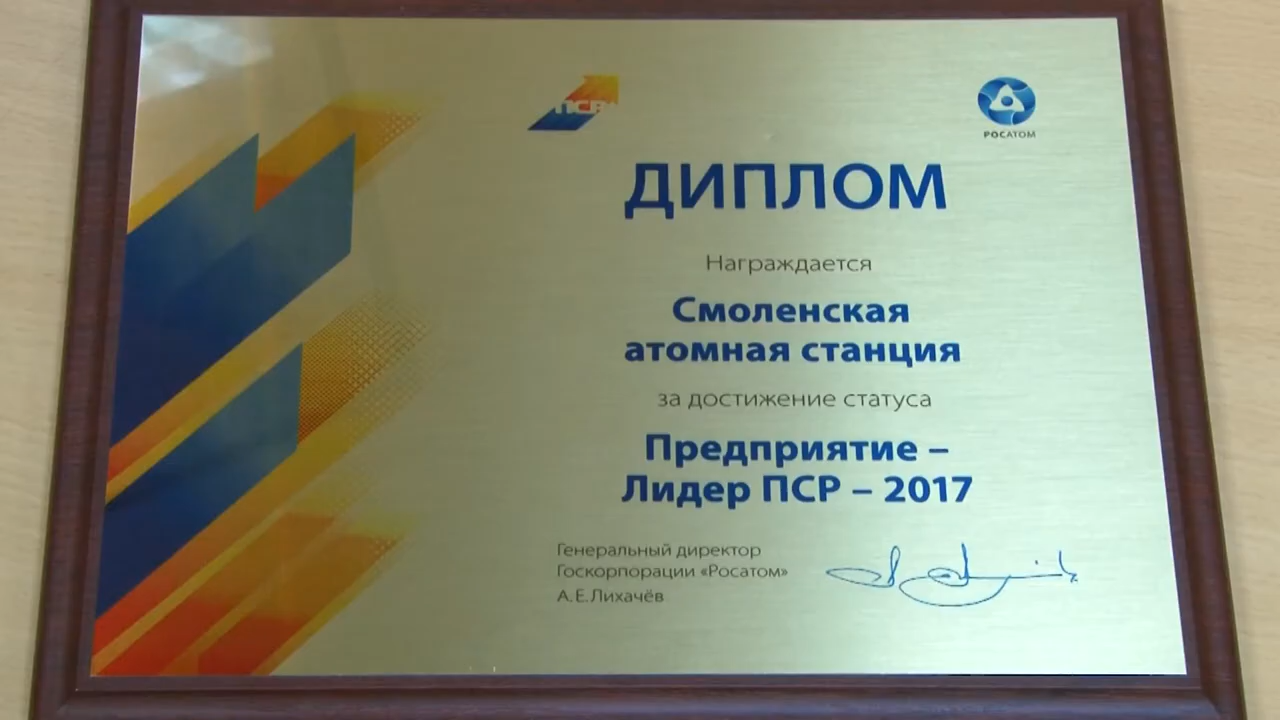 ПСР
РОСАТОМ
ДИПЛОМ
Награждается
Смоленская
атомная станция
за достижение статуса
Предприятие –
Лидер ПСР – 2017
Генеральный директор
Госкорпорации «Росатом»
А.Е.Лихачёв